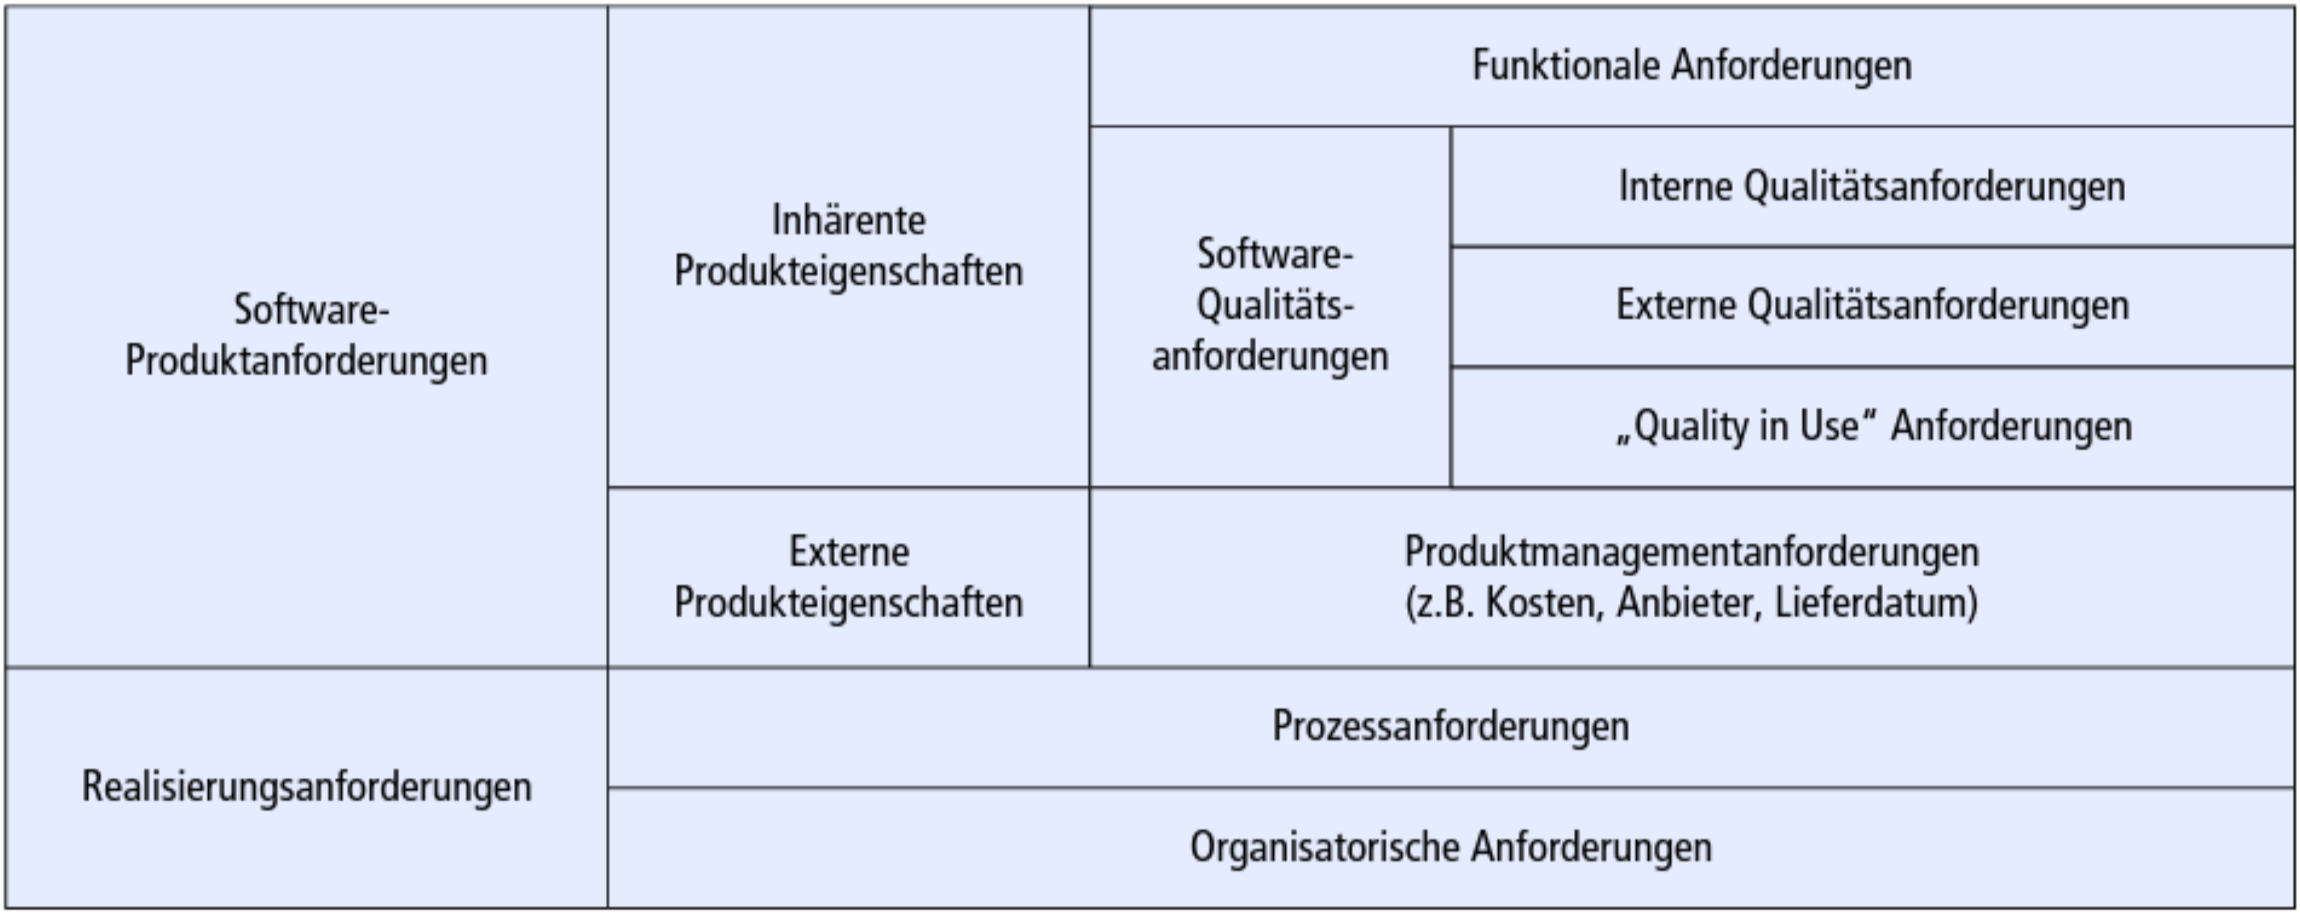 Software-
Produktanforderungen
Inhärente
Produkteigenschaften
Funktionale Anforderungen
Software-
Qualitäts-
anforderungen
Interne Qualitätsanforderungen
Externe Qualitätsanforderungen
„Quality in Use“ Anforderungen
Externe
Produkteigenschaften
Produktmanagementanforderungen
(z.B. Kosten, Anbieter, Lieferdatum)
Realisierungsanforderungen
Prozessanforderungen
Organisatorische Anforderungen